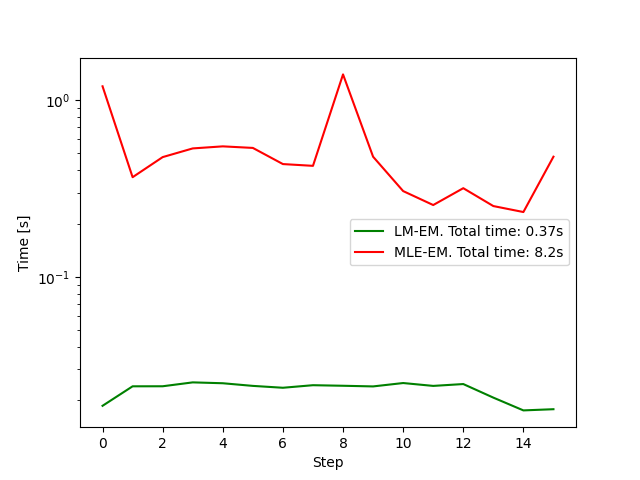 10⁰
10⁻¹
Time [s]
LM-EM. Total time: 0.37s
MLE-EM. Total time: 8.2s
0 2 4 6 8 10 12 14
Step